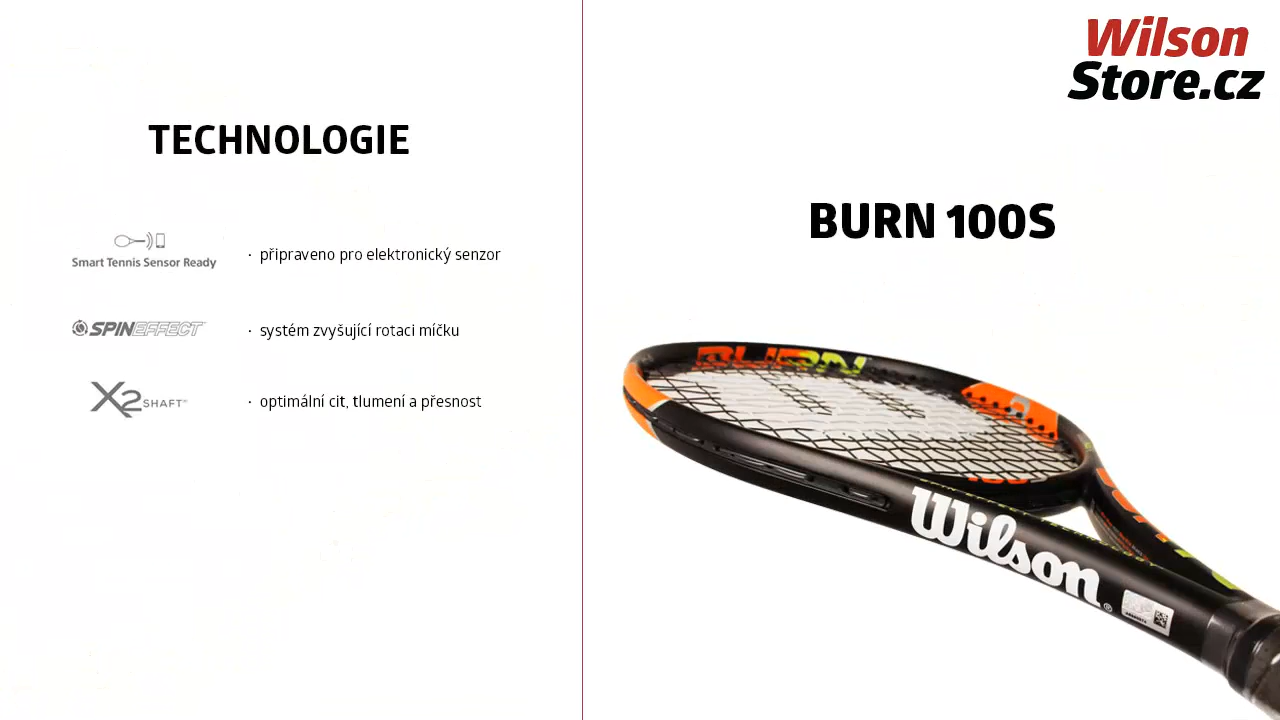 Wilson
Store.cz
TECHNOLOGIE
Smart Tennis Sensor Ready
· připraveno pro elektronický senzor
SPINEFFECT
· systém zvyšující rotaci míčku
X2 SHAFT
· optimální cit, tlumení a přesnost
BURN 100S
BURN
Wilson